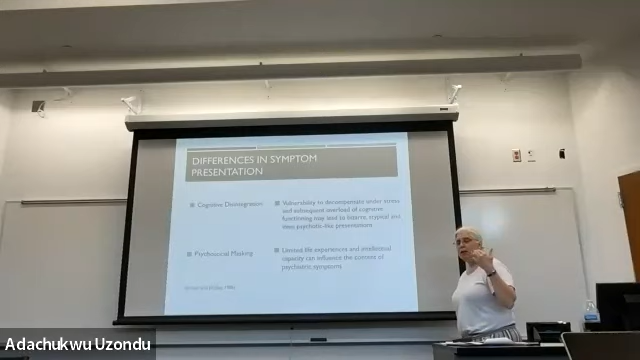 DIFFERENCES IN SYMPTOM
PRESENTATION
Cognitive Disintegration
Vulnerability to decompensate under stress
and subsequent overload of cognitive
functioning may lead to bizarre, atypical and
even psychotic-like presentations
Psychosocial Masking
Limited life experiences and intellectual
capacity can influence the content of
psychiatric symptoms
Adachukwu Uzondu